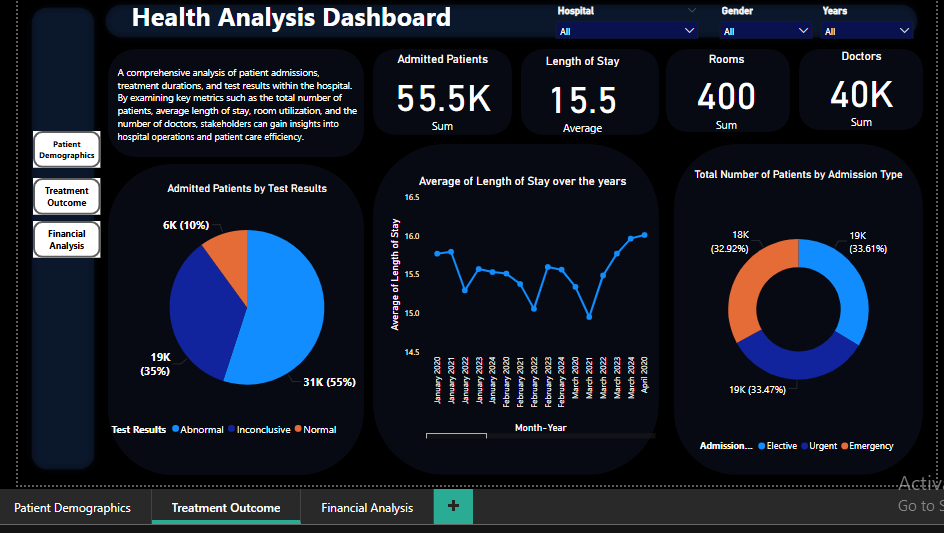 Health Analysis Dashboard
Hospital
All
Gender
All
Years
All
A comprehensive analysis of patient admissions,
treatment durations, and test results within the hospital.
By examining key metrics such as the total number of
patients, average length of stay, room utilization, and the
number of doctors, stakeholders can gain insights into
hospital operations and patient care efficiency.
Admitted Patients
55.5K
Sum
Length of Stay
15.5
Average
Rooms
400
Sum
Doctors
40K
Sum
Patient
Demographics
Treatment
Outcome
Financial
Analysis
Admitted Patients by Test Results
6K (10%)
19K
(35%)
31K (55%)
Test Results Abnormal Inconclusive Normal
Average of Length of Stay over the years
Average of Length of Stay
16.5
16.0
15.5
15.0
14.5
January 2020
January 2021
January 2022
January 2023
January 2024
February 2020
February 2021
February 2022
February 2023
February 2024
March 2020
March 2021
March 2022
March 2023
March 2024
April 2020
Month-Year
Total Number of Patients by Admission Type
18K
(32.92%)
19K
(33.61%)
19K (33.47%)
Admission... Elective Urgent Emergency
Activa
Go to S
Patient Demographics
Treatment Outcome
Financial Analysis
+